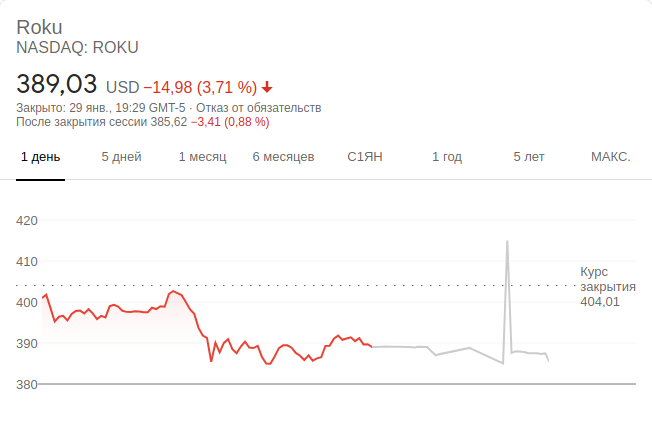 Roku
NASDAQ: ROKU
389,03 USD −14,98 (3,71 %)
Закрыто: 29 янв., 19:29 GMT-5 · Отказ от обязательств
После закрытия сессии 385,62 −3,41 (0,88 %)
1 день 5 дней 1 месяц 6 месяцев С1ЯН 1 год 5 лет МАКС.
420
410
Курс
закрытия
404,01
400
390
380